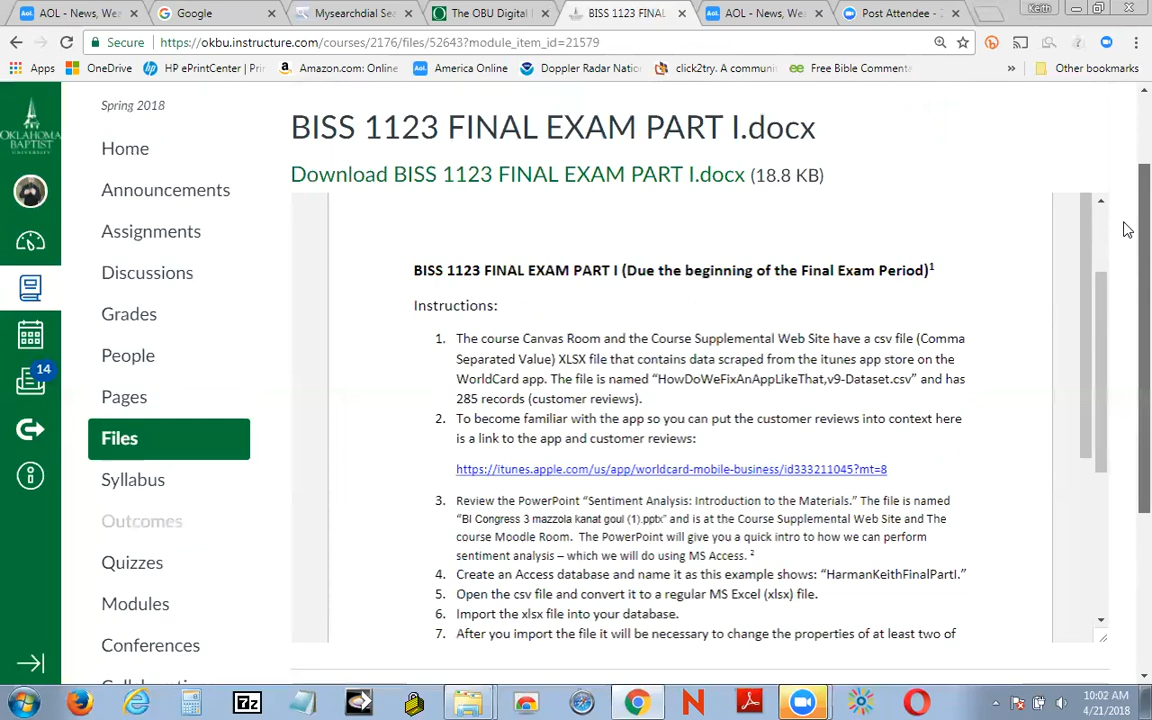 AOL - News, We
Google
Mysearchdial Se
The OBU Digital
BISS 1123 FINAL
AOL - News, We
Post Attendee -
Keith
Secure
https://okbu.instructure.com/courses/2176/files/52643?module_item_id=21579
Apps
OneDrive
HP ePrintCenter | Pri
Amazon.com: Online
America Online
Doppler Radar Natio
click2try. A communi
Free Bible Comment
»
Other bookmarks
OKLAHOMA
BAPTIST
UNIVERSITY
14
Spring 2018
Home
Announcements
Assignments
Discussions
Grades
People
Pages
Files
Syllabus
Outcomes
Quizzes
Modules
Conferences
BISS 1123 FINAL EXAM PART I.docx
Download BISS 1123 FINAL EXAM PART I.docx (18.8 KB)
BISS 1123 FINAL EXAM PART I (Due the beginning of the Final Exam Period)1
Instructions:
1. The course Canvas Room and the Course Supplemental Web Site have a csv file (Comma
Separated Value) XLSX file that contains data scraped from the itunes app store on the
WorldCard app. The file is named “HowDoWeFixAnAppLikeThat,v9-Dataset.csv” and has
285 records (customer reviews).
2. To become familiar with the app so you can put the customer reviews into context here
is a link to the app and customer reviews:
https://itunes.apple.com/us/app/worldcard-mobile-business/id333211045?mt=8
3. Review the PowerPoint “Sentiment Analysis: Introduction to the Materials.” The file is named
“BI Congress 3 mazzola kanat goul (1).pptx” and is at the Course Supplemental Web Site and The
course Moodle Room. The PowerPoint will give you a quick intro to how we can perform
sentiment analysis – which we will do using MS Access. 2
4. Create an Access database and name it as this example shows: “HarmanKeithFinalPartI.”
5. Open the csv file and convert it to a regular MS Excel (xlsx) file.
6. Import the xlsx file into your database.
7. After you import the file it will be necessary to change the properties of at least two of
10:02 AM
4/21/2018